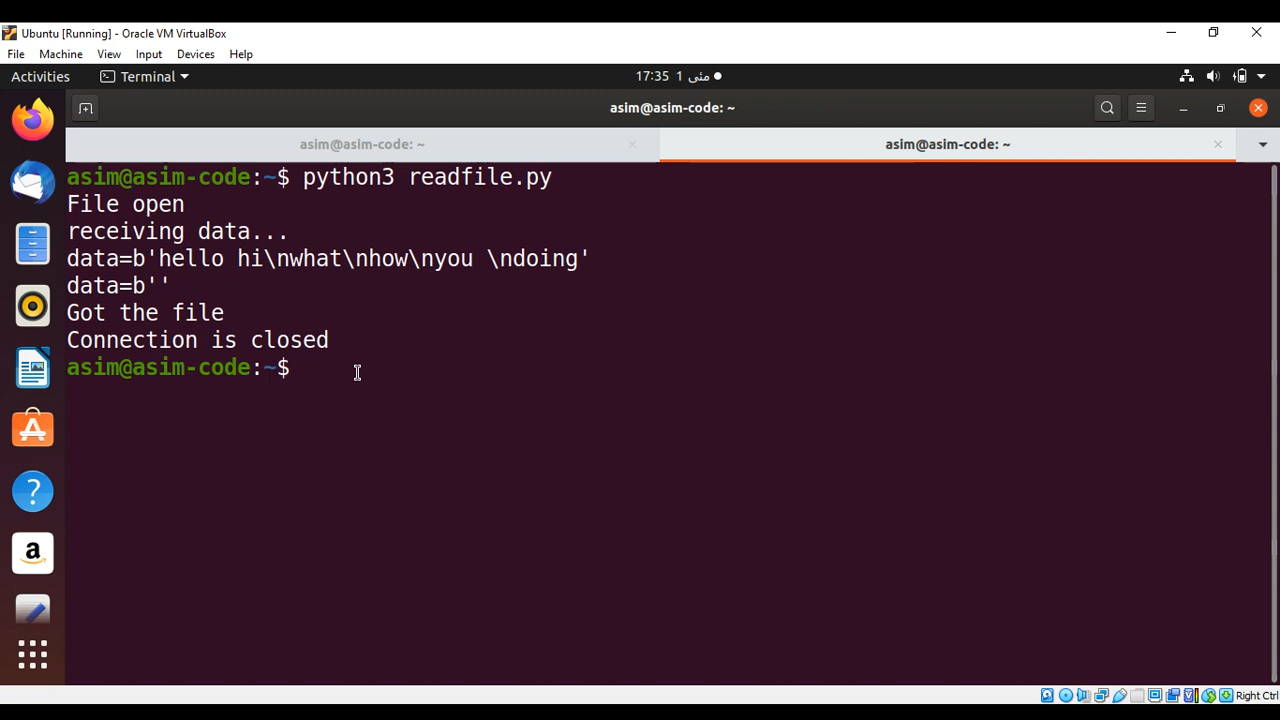 Ubuntu [Running] - Oracle VM VirtualBox
File Machine View Input Devices Help
Activities Terminal 17:35 1 مئی
asim@asim-code: ~
asim@asim-code: ~ asim@asim-code: ~
asim@asim-code:~$ python3 readfile.py
File open
receiving data...
data=b'hello hi\nwhat\nhow\nyou \ndoing'
data=b''
Got the file
Connection is closed
asim@asim-code:~$
Right Ctrl